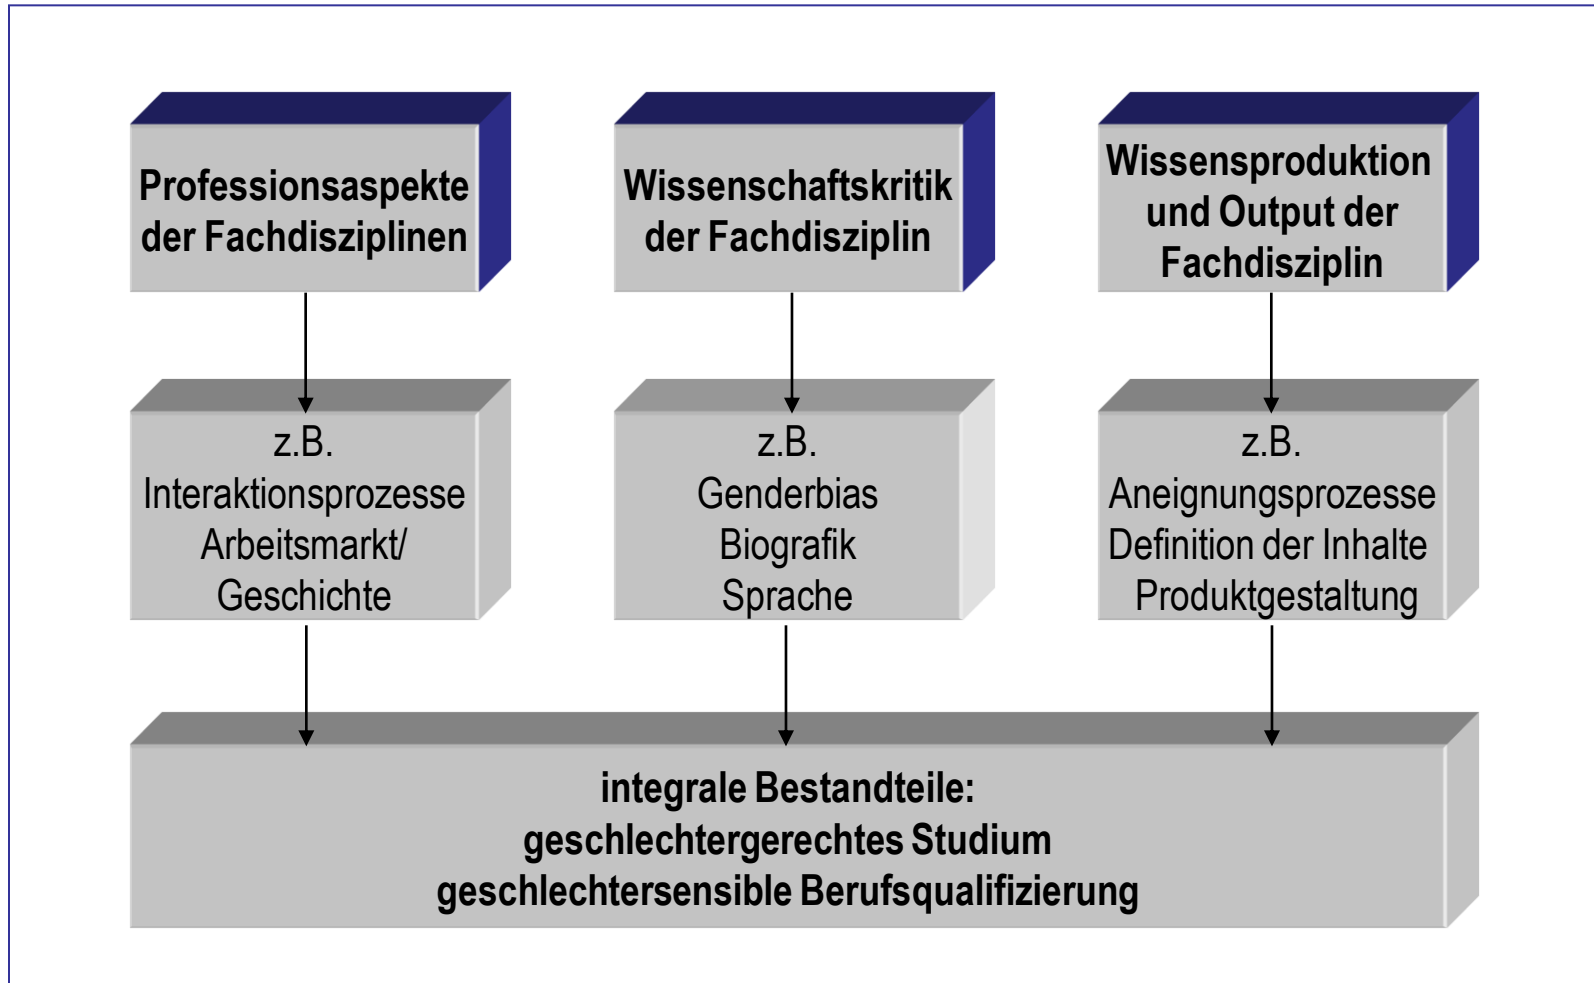 Professionsaspekte
der Fachdisziplinen
Wissenschaftskritik
der Fachdisziplin
Wissensproduktion
und Output der
Fachdisziplin
z.B.
Interaktionsprozesse
Arbeitsmarkt/
Geschichte
z.B.
Genderbias
Biografik
Sprache
z.B.
Aneignungsprozesse
Definition der Inhalte
Produktgestaltung
integrale Bestandteile:
geschlechtergerechtes Studium
geschlechtersensible Berufsqualifizierung